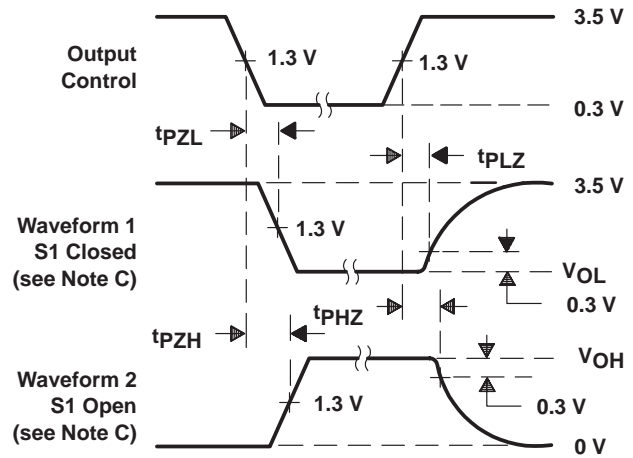 3.5 V
Output
Control
1.3 V
1.3 V
0.3 V
tPZL
tPLZ
3.5 V
Waveform 1
S1 Closed
(see Note C)
1.3 V
VOL
0.3 V
tPZH
tPHZ
VOH
Waveform 2
S1 Open
(see Note C)
1.3 V
0.3 V
0 V